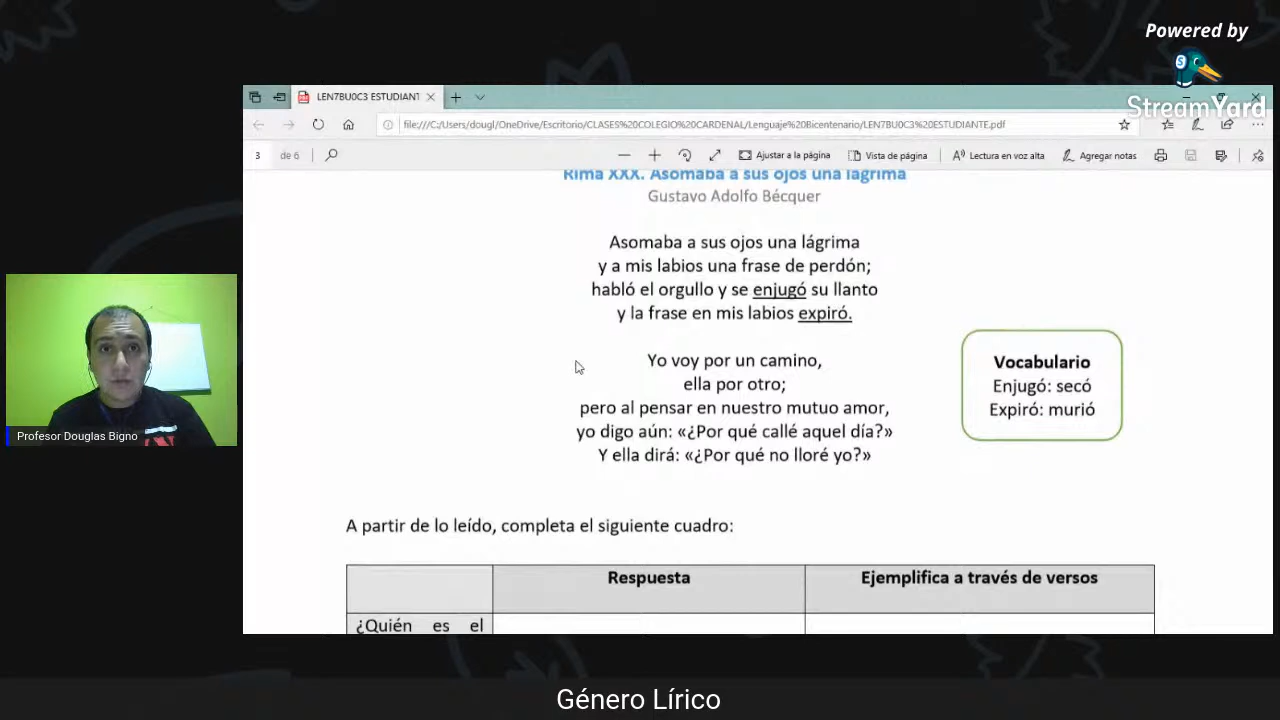 Powered by
StreamYard
LEN7BU0C3 ESTUDIANT
file:///C:/Users/dougl/OneDrive/Escritorio/CLASES%20COLEGIO%20CARDENAL/Lenguaje%20Bicentenario/LEN7BU0C3%20ESTUDIANTE.pdf
3 de 6 Ajustar a la página Vista de página Lectura en voz alta Agregar notas
Rima XXX. Asomaba a sus ojos una lágrima
Gustavo Adolfo Bécquer
Asomaba a sus ojos una lágrima
y a mis labios una frase de perdón;
habló el orgullo y se enjugó su llanto
y la frase en mis labios expiró.
Yo voy por un camino,
ella por otro;
pero al pensar en nuestro mutuo amor,
yo digo aún: «¿Por qué callé aquel día?»
Y ella dirá: «¿Por qué no lloré yo?»
Vocabulario
Enjugó: secó
Expiró: murió
A partir de lo leído, completa el siguiente cuadro:
Respuesta Ejemplifica a través de versos
¿Quién es el
Profesor Douglas Bigno
Género Lírico